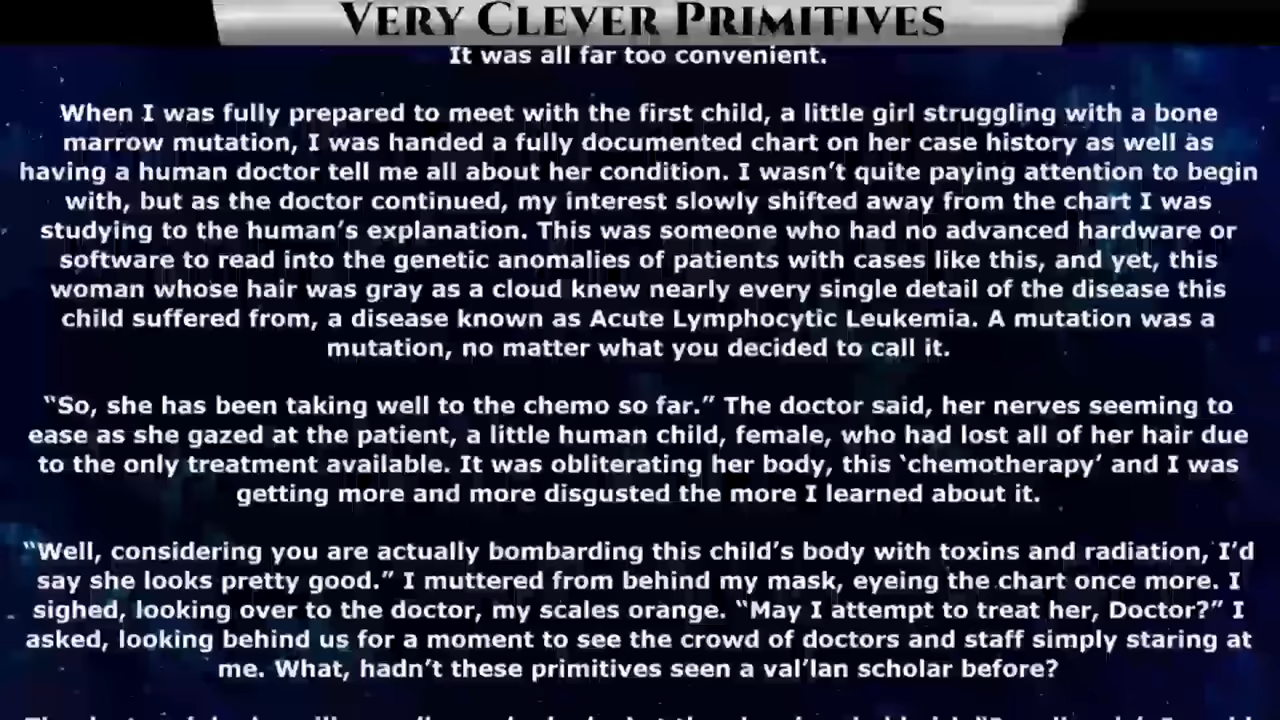 VERY CLEVER PRIMITIVES
It was all far too convenient.
When I was fully prepared to meet with the first child, a little girl struggling with a bone
marrow mutation, I was handed a fully documented chart on her case history as well as
having a human doctor tell me all about her condition. I wasn’t quite paying attention to begin
with, but as the doctor continued, my interest slowly shifted away from the chart I was
studying to the human’s explanation. This was someone who had no advanced hardware or
software to read into the genetic anomalies of patients with cases like this, and yet, this
woman whose hair was gray as a cloud knew nearly every single detail of the disease this
child suffered from, a disease known as Acute Lymphocytic Leukemia. A mutation was a
mutation, no matter what you decided to call it.
“So, she has been taking well to the chemo so far.” The doctor said, her nerves seeming to
ease as she gazed at the patient, a little human child, female, who had lost all of her hair due
to the only treatment available. It was obliterating her body, this ‘chemotherapy’ and I was
getting more and more disgusted the more I learned about it.
“Well, considering you are actually bombarding this child’s body with toxins and radiation, I’d
say she looks pretty good.” I muttered from behind my mask, eyeing the chart once more. I
sighed, looking over to the doctor, my scales orange. “May I attempt to treat her, Doctor?” I
asked, looking behind us for a moment to see the crowd of doctors and staff simply staring at
me. What, hadn’t these primitives seen a val’lan scholar before?